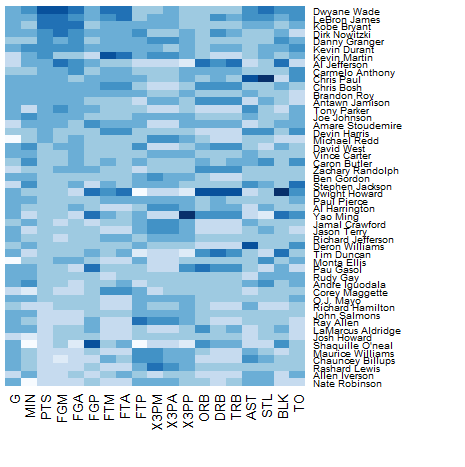 Dwyane Wade
LeBron James
Kobe Bryant
Dirk Nowitzki
Danny Granger
Kevin Durant
Kevin Martin
Al Jefferson
Carmelo Anthony
Chris Paul
Chris Bosh
Brandon Roy
Antawn Jamison
Tony Parker
Joe Johnson
Amare Stoudemire
Devin Harris
Michael Redd
David West
Vince Carter
Caron Butler
Zachary Randolph
Ben Gordon
Stephen Jackson
Dwight Howard
Paul Pierce
Al Harrington
Yao Ming
Jamal Crawford
Jason Terry
Richard Jefferson
Deron Williams
Tim Duncan
Monta Ellis
Pau Gasol
Rudy Gay
Andre Iguodala
Corey Maggette
O.J. Mayo
Richard Hamilton
John Salmons
Ray Allen
LaMarcus Aldridge
Josh Howard
Shaquille O'neal
Maurice Williams
Chauncey Billups
Rashard Lewis
Allen Iverson
Nate Robinson
G MIN PTS FGM FGA FGP FTM FTA FTP X3PM X3PA X3PP ORB DRB TRB AST STL BLK TO